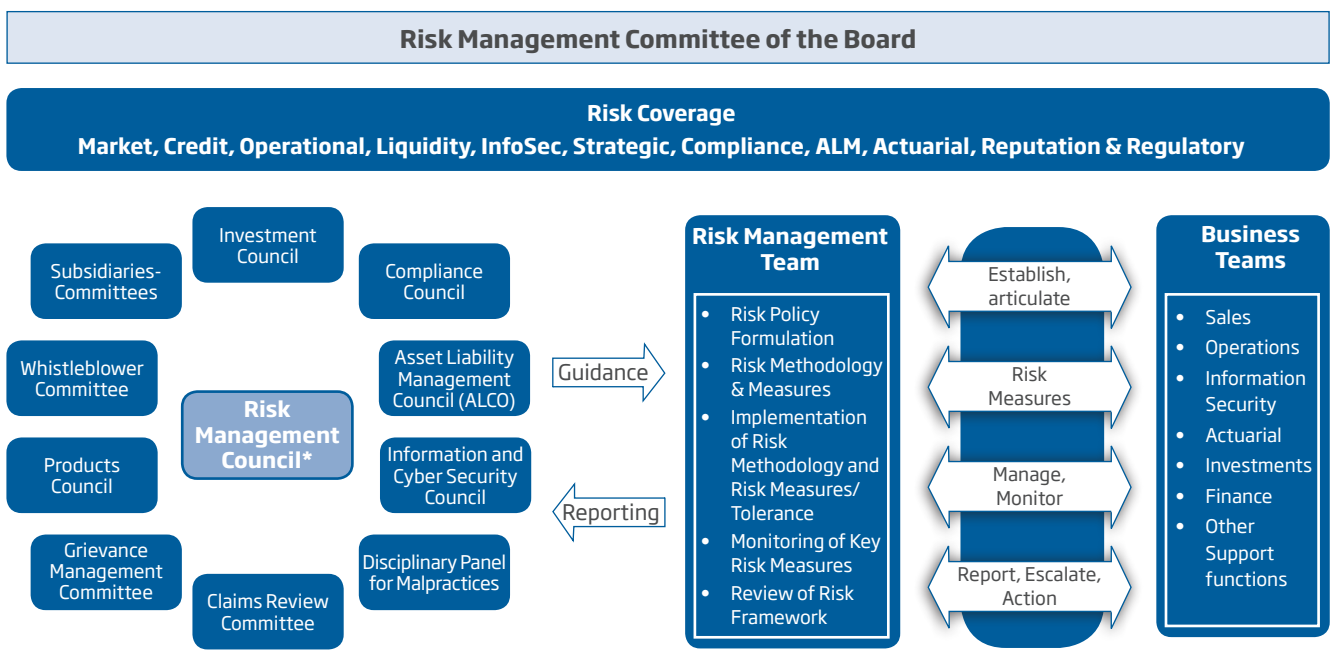 Risk Management Committee of the Board
Risk Coverage
Market, Credit, Operational, Liquidity, InfoSec, Strategic, Compliance, ALM, Actuarial, Reputation & Regulatory
Investment
Council
Subsidiaries-
Committees
Compliance
Council
Whistleblower
Committee
Asset Liability
Management
Council (ALCO)
Risk
Management
Council*
Products
Council
Information and
Cyber Security
Council
Grievance
Management
Committee
Disciplinary Panel
for Malpractices
Claims Review
Committee
Guidance
Reporting
Risk Management
Team
• Risk Policy
Formulation
• Risk Methodology
& Measures
• Implementation
of Risk
Methodology and
Risk Measures/
Tolerance
• Monitoring of Key
Risk Measures
• Review of Risk
Framework
Establish,
articulate
Risk
Measures
Manage,
Monitor
Report, Escalate,
Action
Business
Teams
• Sales
• Operations
• Information
Security
• Actuarial
• Investments
• Finance
• Other
Support
functions